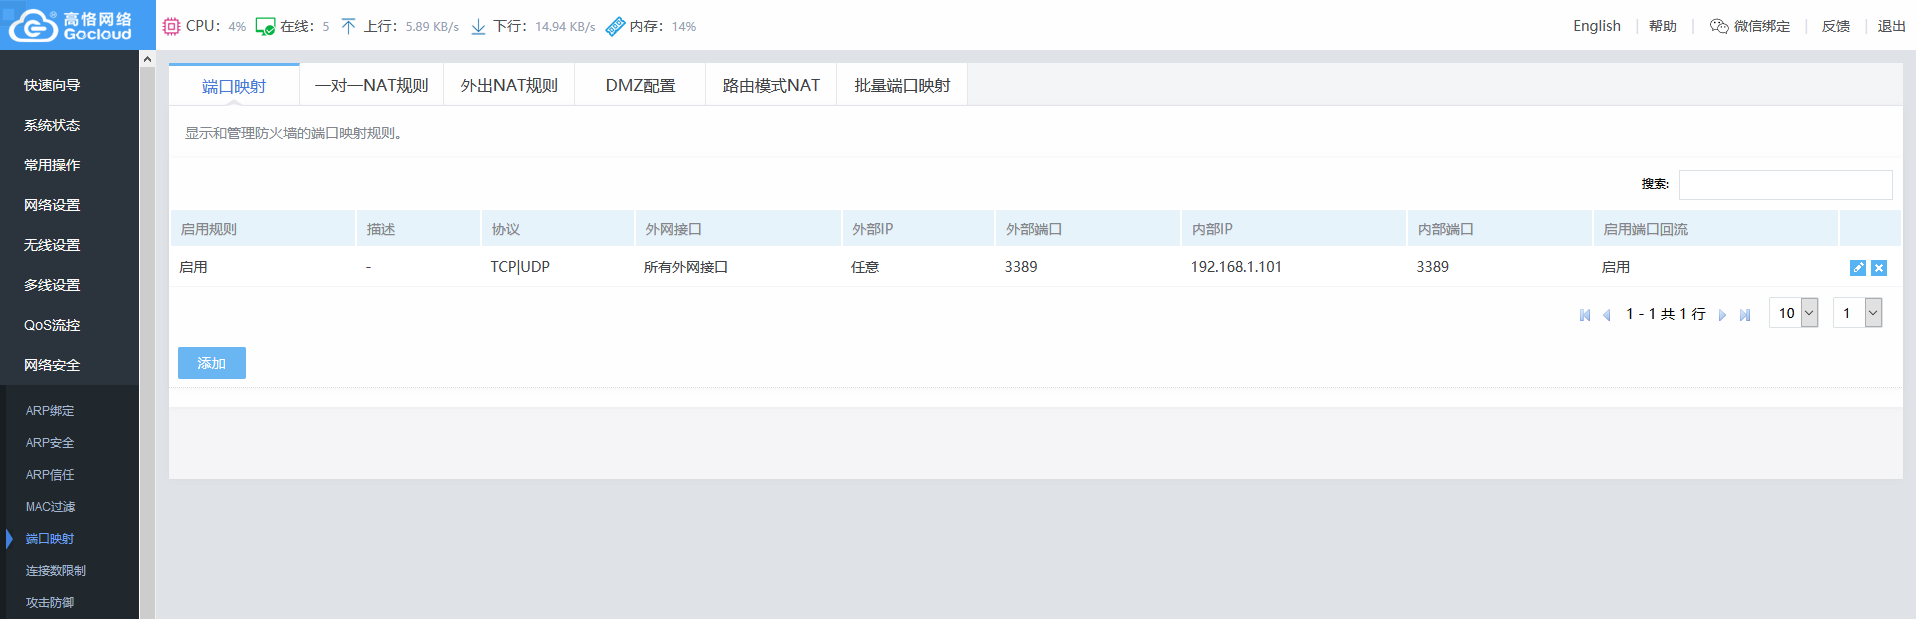 高恪网络
Gocloud
CPU: 4% 在线: 5 上行: 5.89 KB/s 下行: 14.94 KB/s 内存: 14%
English 帮助 微信绑定 反馈 退出
快速向导
系统状态
常用操作
网络设置
无线设置
多线设置
QoS流控
网络安全
ARP绑定
ARP安全
ARP信任
MAC过滤
端口映射
连接数限制
攻击防御
端口映射 一对一NAT规则 外出NAT规则 DMZ配置 路由模式NAT 批量端口映射
显示和管理防火墙的端口映射规则。
搜索:
启用规则 描述 协议 外网接口 外部IP 外部端口 内部IP 内部端口 启用端口回流
启用 - TCP|UDP 所有外网接口 任意 3389 192.168.1.101 3389 启用
1 - 1 共 1 行 10 1
添加